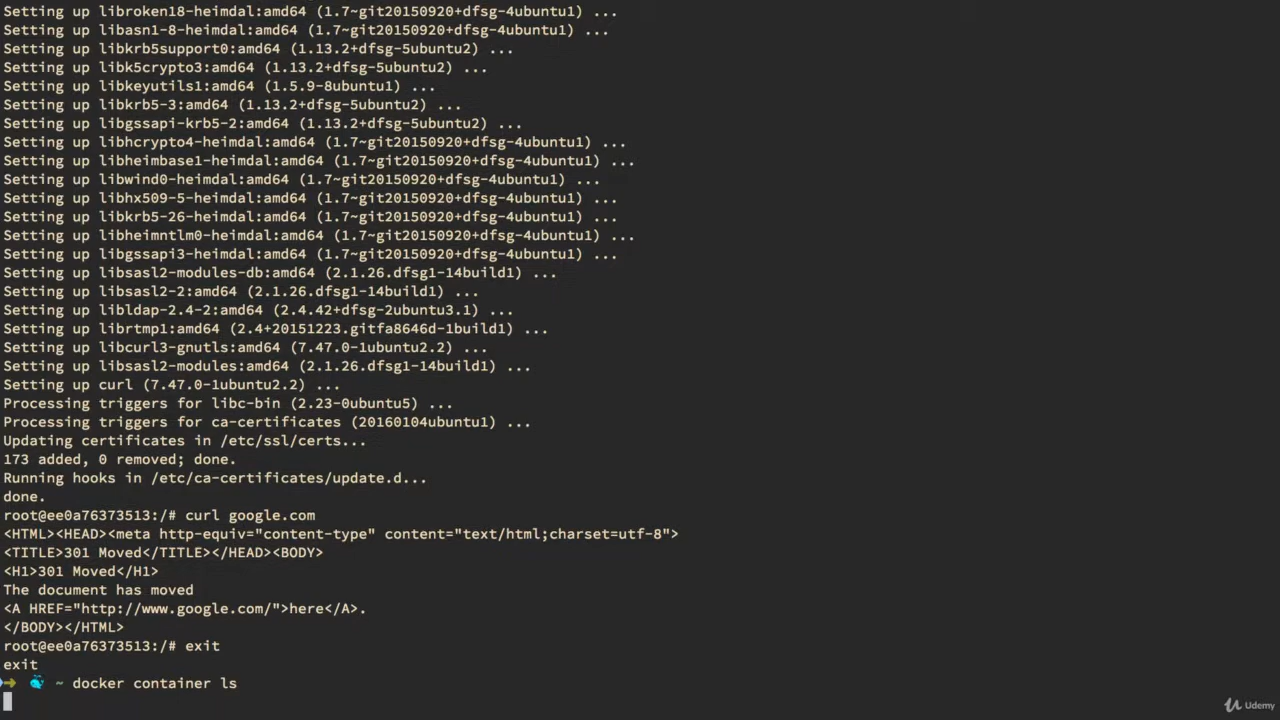 Setting up libroken18-heimdal:amd64 (1.7~git20150920+dfsg-4ubuntu1) ...
Setting up libasn1-8-heimdal:amd64 (1.7~git20150920+dfsg-4ubuntu1) ...
Setting up libkrb5support0:amd64 (1.13.2+dfsg-5ubuntu2) ...
Setting up libk5crypto3:amd64 (1.13.2+dfsg-5ubuntu2) ...
Setting up libkeyutils1:amd64 (1.5.9-8ubuntu1) ...
Setting up libkrb5-3:amd64 (1.13.2+dfsg-5ubuntu2) ...
Setting up libgssapi-krb5-2:amd64 (1.13.2+dfsg-5ubuntu2) ...
Setting up libhcrypto4-heimdal:amd64 (1.7~git20150920+dfsg-4ubuntu1) ...
Setting up libheimbase1-heimdal:amd64 (1.7~git20150920+dfsg-4ubuntu1) ...
Setting up libwind0-heimdal:amd64 (1.7~git20150920+dfsg-4ubuntu1) ...
Setting up libhx509-5-heimdal:amd64 (1.7~git20150920+dfsg-4ubuntu1) ...
Setting up libkrb5-26-heimdal:amd64 (1.7~git20150920+dfsg-4ubuntu1) ...
Setting up libheimntlm0-heimdal:amd64 (1.7~git20150920+dfsg-4ubuntu1) ...
Setting up libgssapi3-heimdal:amd64 (1.7~git20150920+dfsg-4ubuntu1) ...
Setting up libsasl2-modules-db:amd64 (2.1.26.dfsg1-14build1) ...
Setting up libsasl2-2:amd64 (2.1.26.dfsg1-14build1) ...
Setting up libldap-2.4-2:amd64 (2.4.42+dfsg-2ubuntu3.1) ...
Setting up librtmp1:amd64 (2.4+20151223.gitfa8646d-1build1) ...
Setting up libcurl3-gnutls:amd64 (7.47.0-1ubuntu2.2) ...
Setting up libsasl2-modules:amd64 (2.1.26.dfsg1-14build1) ...
Setting up curl (7.47.0-1ubuntu2.2) ...
Processing triggers for libc-bin (2.23-0ubuntu5) ...
Processing triggers for ca-certificates (20160104ubuntu1) ...
Updating certificates in /etc/ssl/certs...
173 added, 0 removed; done.
Running hooks in /etc/ca-certificates/update.d...
done.
root@ee0a76373513:/# curl google.com
<HTML><HEAD><meta http-equiv="content-type" content="text/html;charset=utf-8">
<TITLE>301 Moved</TITLE></HEAD><BODY>
<H1>301 Moved</H1>
The document has moved
<A HREF="http://www.google.com/">here</A>.
</BODY></HTML>
root@ee0a76373513:/# exit
exit
~ docker container ls
Udemy